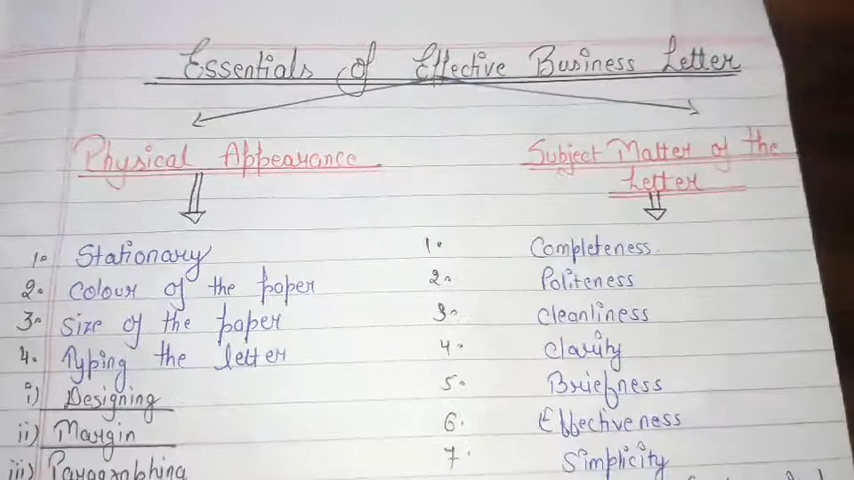 Essentials of Effective Business Letter
Physical Appearance
1. Stationary
2. Colour of the paper
3. Size of the paper
4. Typing the letter
i) Designing
ii) Margin
iii) Paragraphing
Subject Matter of the
Letter
1. Completeness.
2. Politeness
3. Cleanliness
4. Clarity
5. Briefness
6. Effectiveness
7. Simplicity